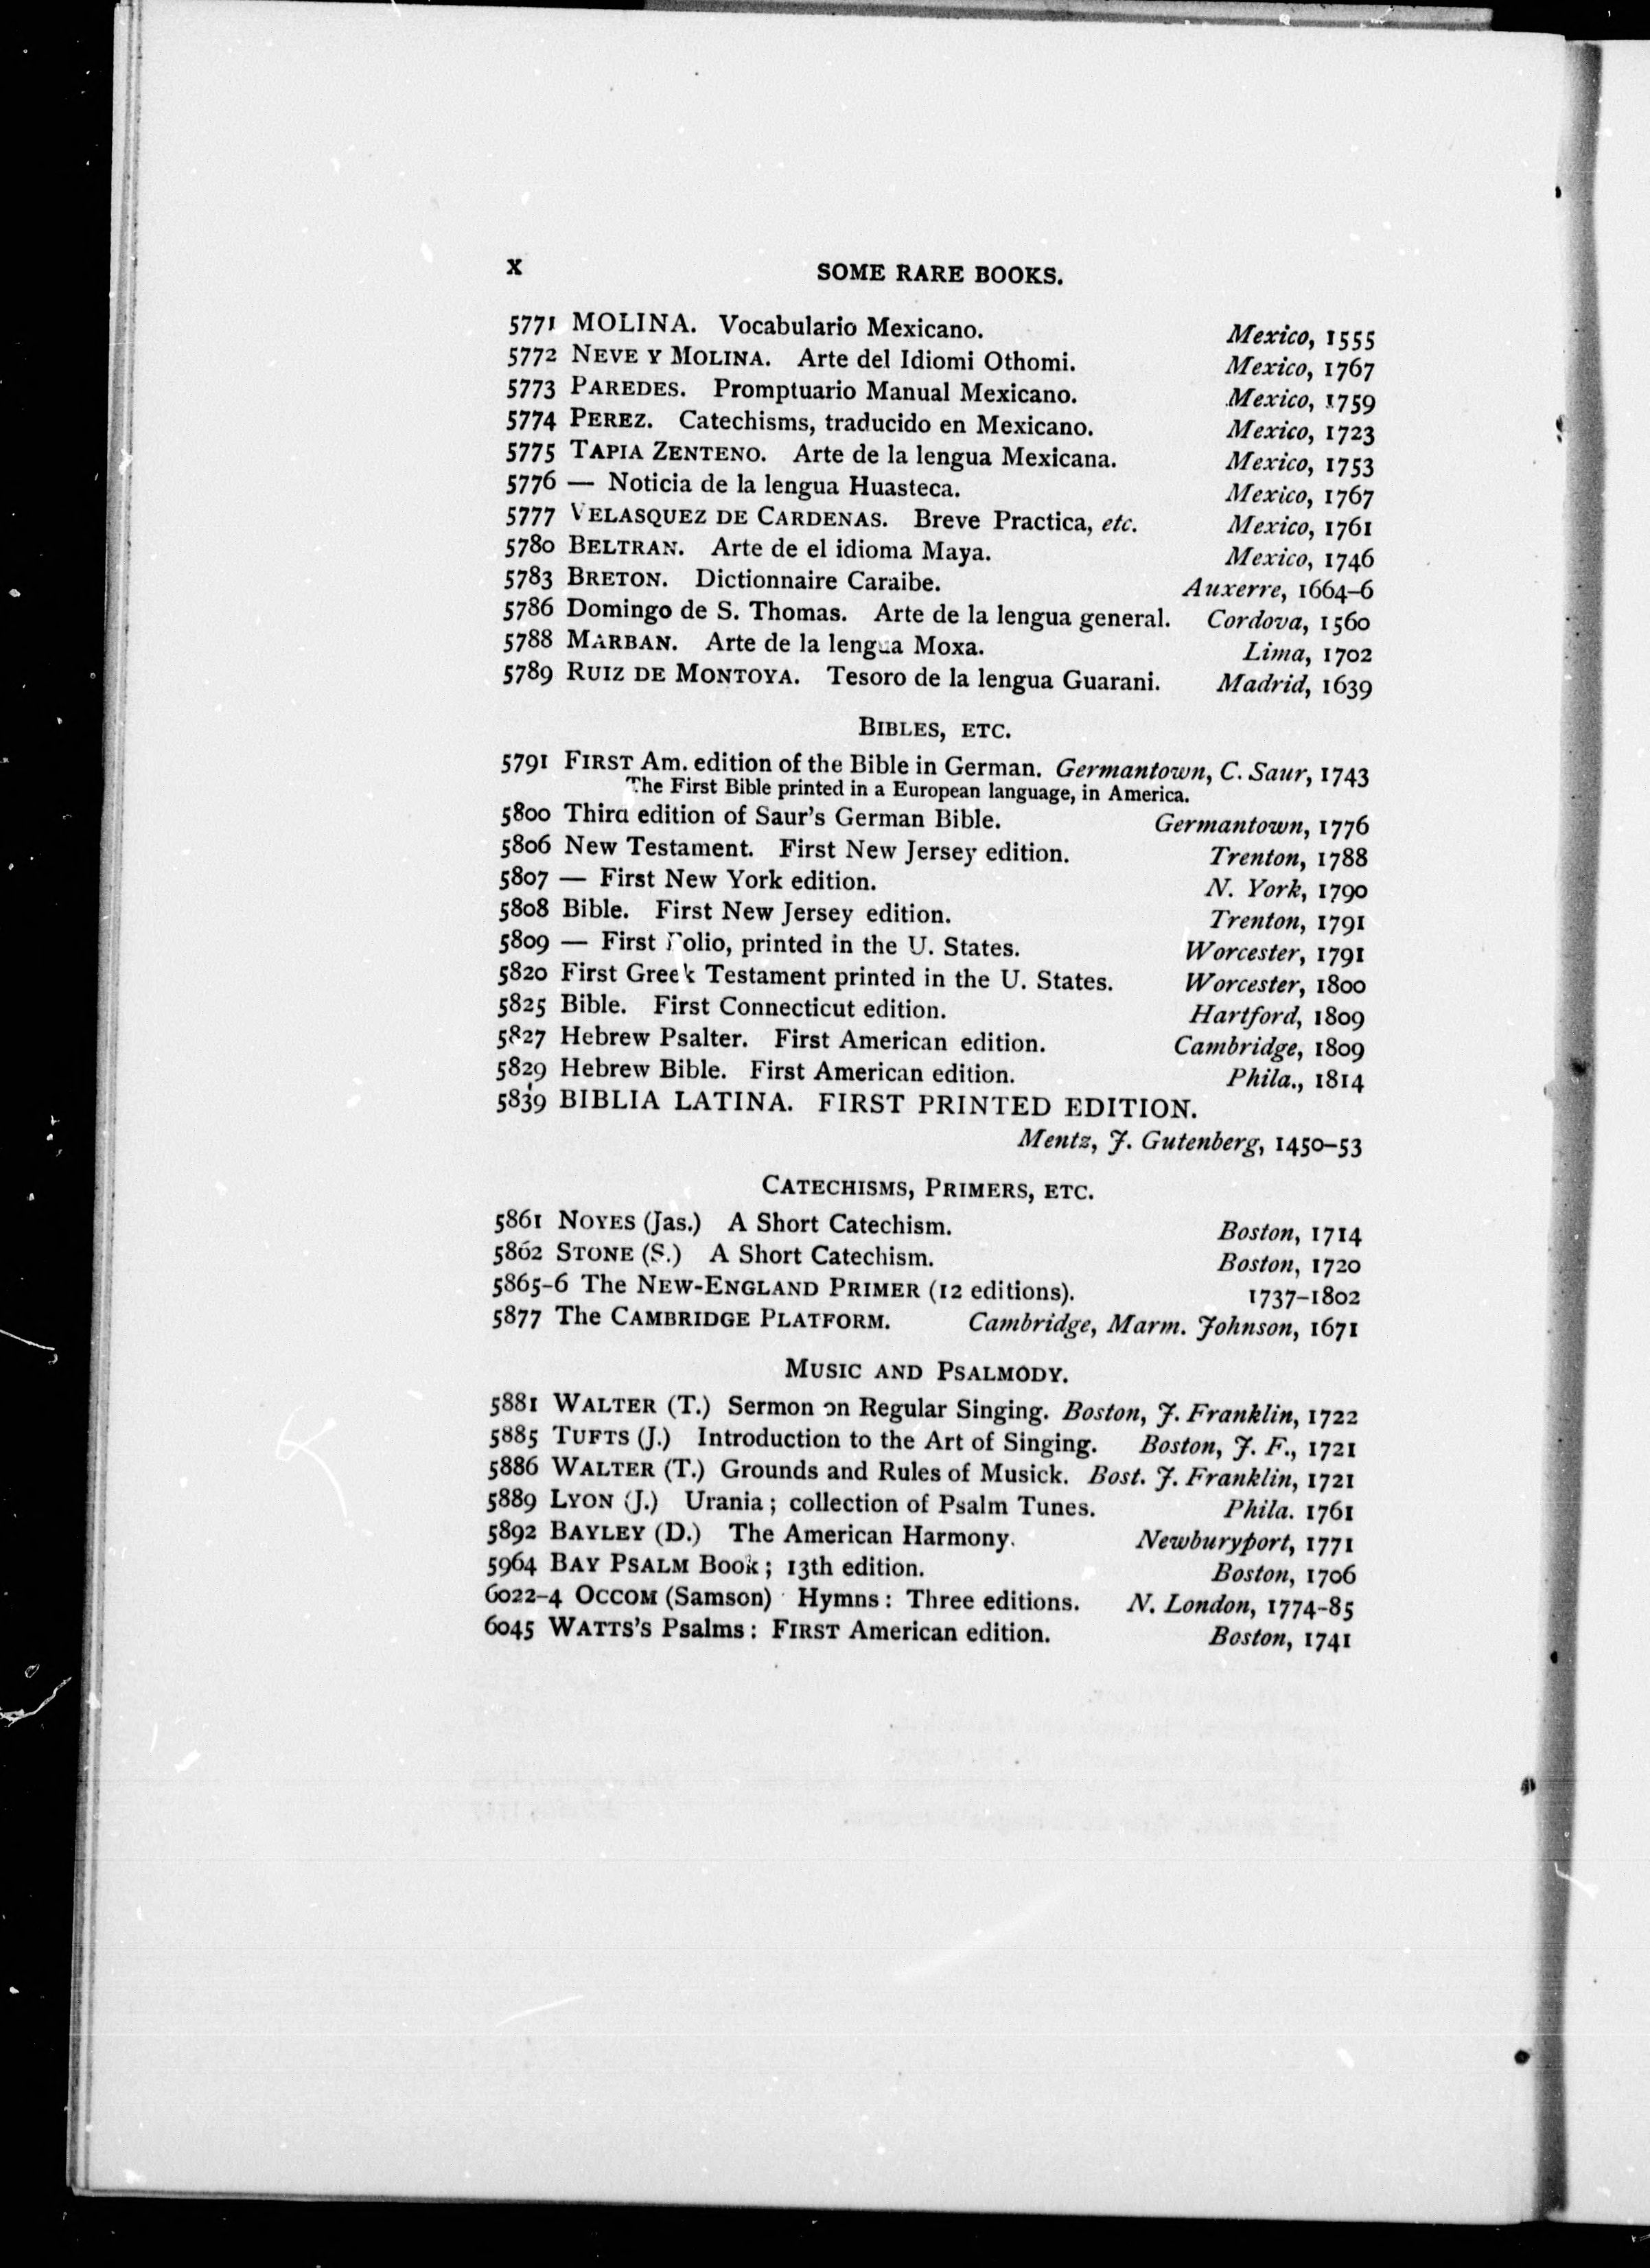 x SOME RARE BOOKS.
5771 MOLINA. Vocabulario Mexicano. Mexico, 1555
5772 NEVE Y MOLINA. Arte del Idiomi Othomi. Mexico, 1767
5773 PAREDES. Promptuario Manual Mexicano. Mexico, 1759
5774 PEREZ. Catechisms, traducido en Mexicano. Mexico, 1723
5775 TAPIA ZENTENO. Arte de la lengua Mexicana. Mexico, 1753
5776 — Noticia de la lengua Huasteca. Mexico, 1767
5777 VELASQUEZ DE CARDENAS. Breve Practica, etc. Mexico, 1761
5780 BELTRAN. Arte de el idioma Maya. Mexico, 1746
5783 BRETON. Dictionnaire Caraibe. Auxerre, 1664-6
5786 Domingo de S. Thomas. Arte de la lengua general. Cordova, 1560
5788 MARBAN. Arte de la lengua Moxa. Lima, 1702
5789 RUIZ DE MONTOYA. Tesoro de la lengua Guarani. Madrid, 1639
BIBLES, ETC.
5791 FIRST Am. edition of the Bible in German. Germantown, C. Saur, 1743
The First Bible printed in a European language, in America.
5800 Third edition of Saur's German Bible. Germantown, 1776
5806 New Testament. First New Jersey edition. Trenton, 1788
5807 — First New York edition. N. York, 1790
5808 Bible. First New Jersey edition. Trenton, 1791
5809 — First Folio, printed in the U. States. Worcester, 1791
5820 First Greek Testament printed in the U. States. Worcester, 1800
5825 Bible. First Connecticut edition. Hartford, 1809
5827 Hebrew Psalter. First American edition. Cambridge, 1809
5829 Hebrew Bible. First American edition. Phila., 1814
5839 BIBLIA LATINA. FIRST PRINTED EDITION.
Mentz, J. Gutenberg, 1450-53
CATECHISMS, PRIMERS, ETC.
5861 NOYES (Jas.) A Short Catechism. Boston, 1714
5862 STONE (S.) A Short Catechism. Boston, 1720
5865-6 The NEW-ENGLAND PRIMER (12 editions). 1737-1802
5877 The CAMBRIDGE PLATFORM. Cambridge, Marm. Johnson, 1671
MUSIC AND PSALMODY.
5881 WALTER (T.) Sermon on Regular Singing. Boston, J. Franklin, 1722
5885 TUFTS (J.) Introduction to the Art of Singing. Boston, J. F., 1721
5886 WALTER (T.) Grounds and Rules of Musick. Bost. J. Franklin, 1721
5889 LYON (J.) Urania; collection of Psalm Tunes. Phila. 1761
5892 BAYLEY (D.) The American Harmony. Newburyport, 1771
5964 BAY PSALM Book; 13th edition. Boston, 1706
6022-4 OCCOM (Samson) Hymns: Three editions. N. London, 1774-85
6045 WATTS'S Psalms: FIRST American edition. Boston, 1741